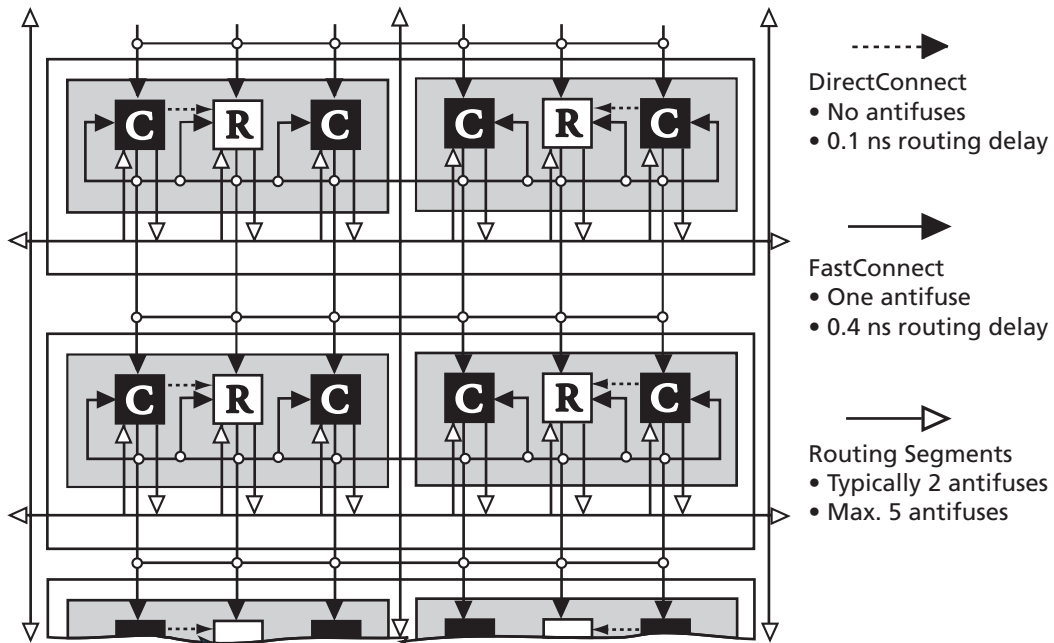 C R C C R C
C R C C R C
DirectConnect
• No antifuses
• 0.1 ns routing delay
FastConnect
• One antifuse
• 0.4 ns routing delay
Routing Segments
• Typically 2 antifuses
• Max. 5 antifuses